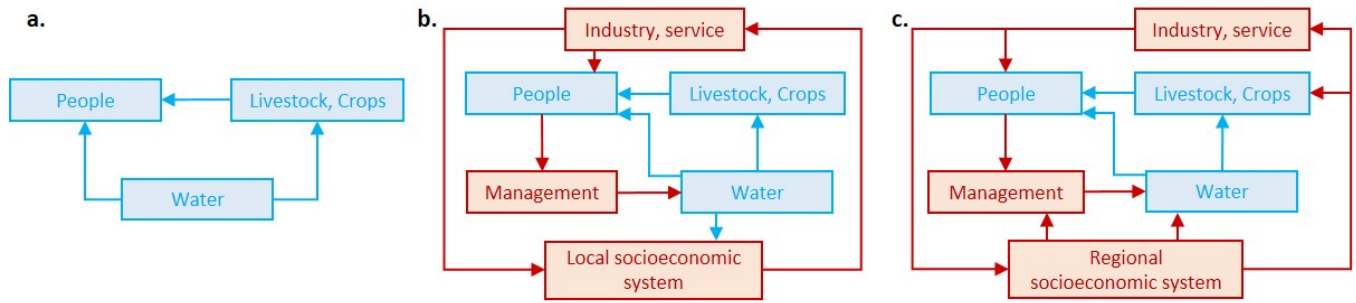 a.
People
Livestock, Crops
Water
b.
Industry, service
People
Livestock, Crops
Management
Water
Local socioeconomic
system
c.
Industry, service
People
Livestock, Crops
Management
Water
Regional
socioeconomic system